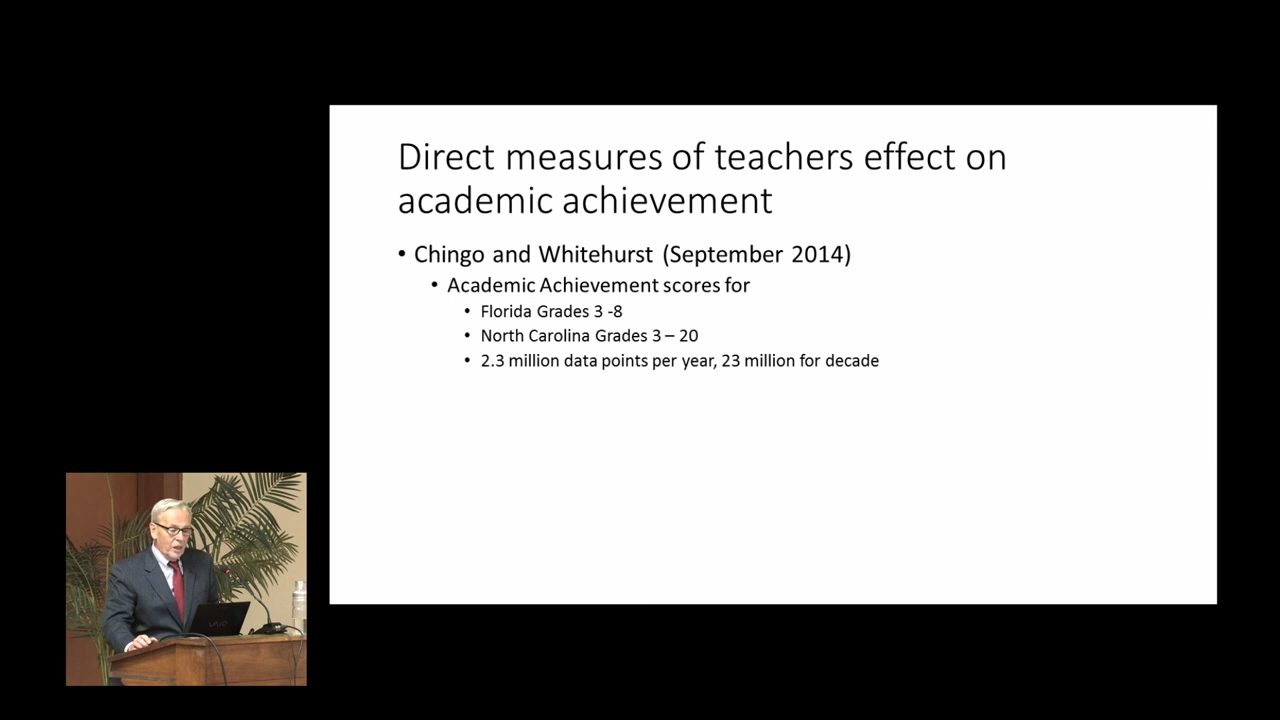 Direct measures of teachers effect on
academic achievement
• Chingo and Whitehurst (September 2014)
• Academic Achievement scores for
• Florida Grades 3 -8
• North Carolina Grades 3 – 20
• 2.3 million data points per year, 23 million for decade
VAIO